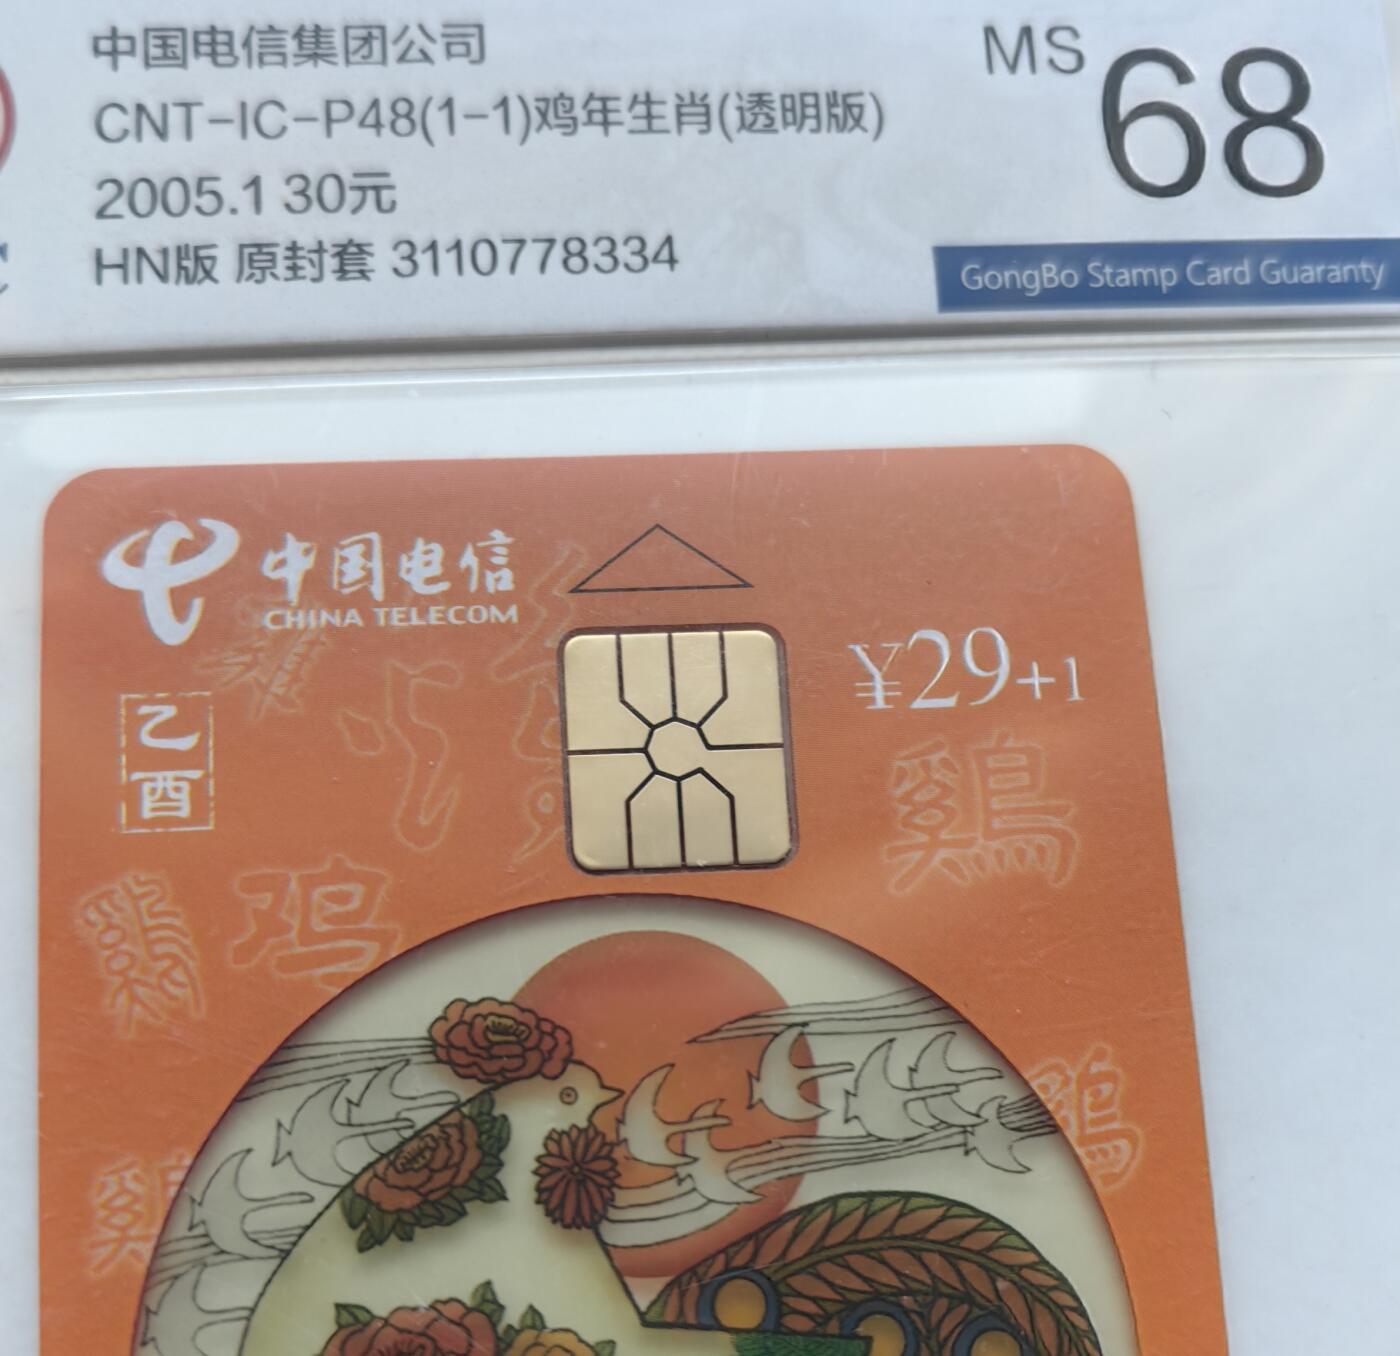 中国电信集团公司
MS 68
CNT-IC-P48(1-1)鸡年生肖(透明版)
2005.1 30元
HN版 原封套 3110778334
GongBo Stamp Card Guaranty
中国电信
CHINA TELECOM
¥29+1
乙
酉
鷄
鷄 鸡